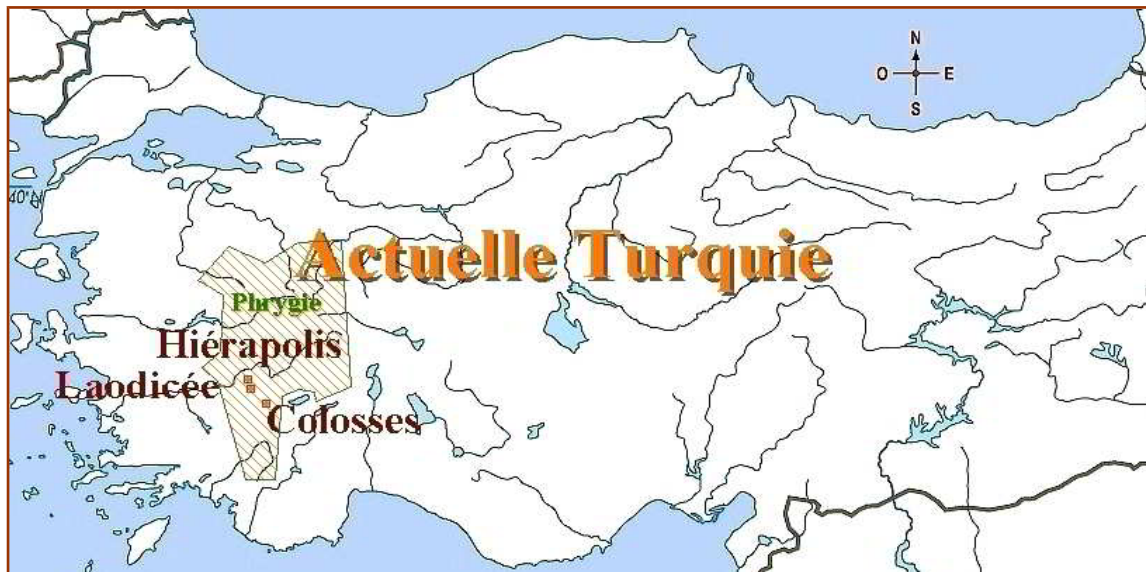 N
O E
S
40°N
Actuelle Turquie
Phrygie
Hiérapolis
Laodicée
Colosses